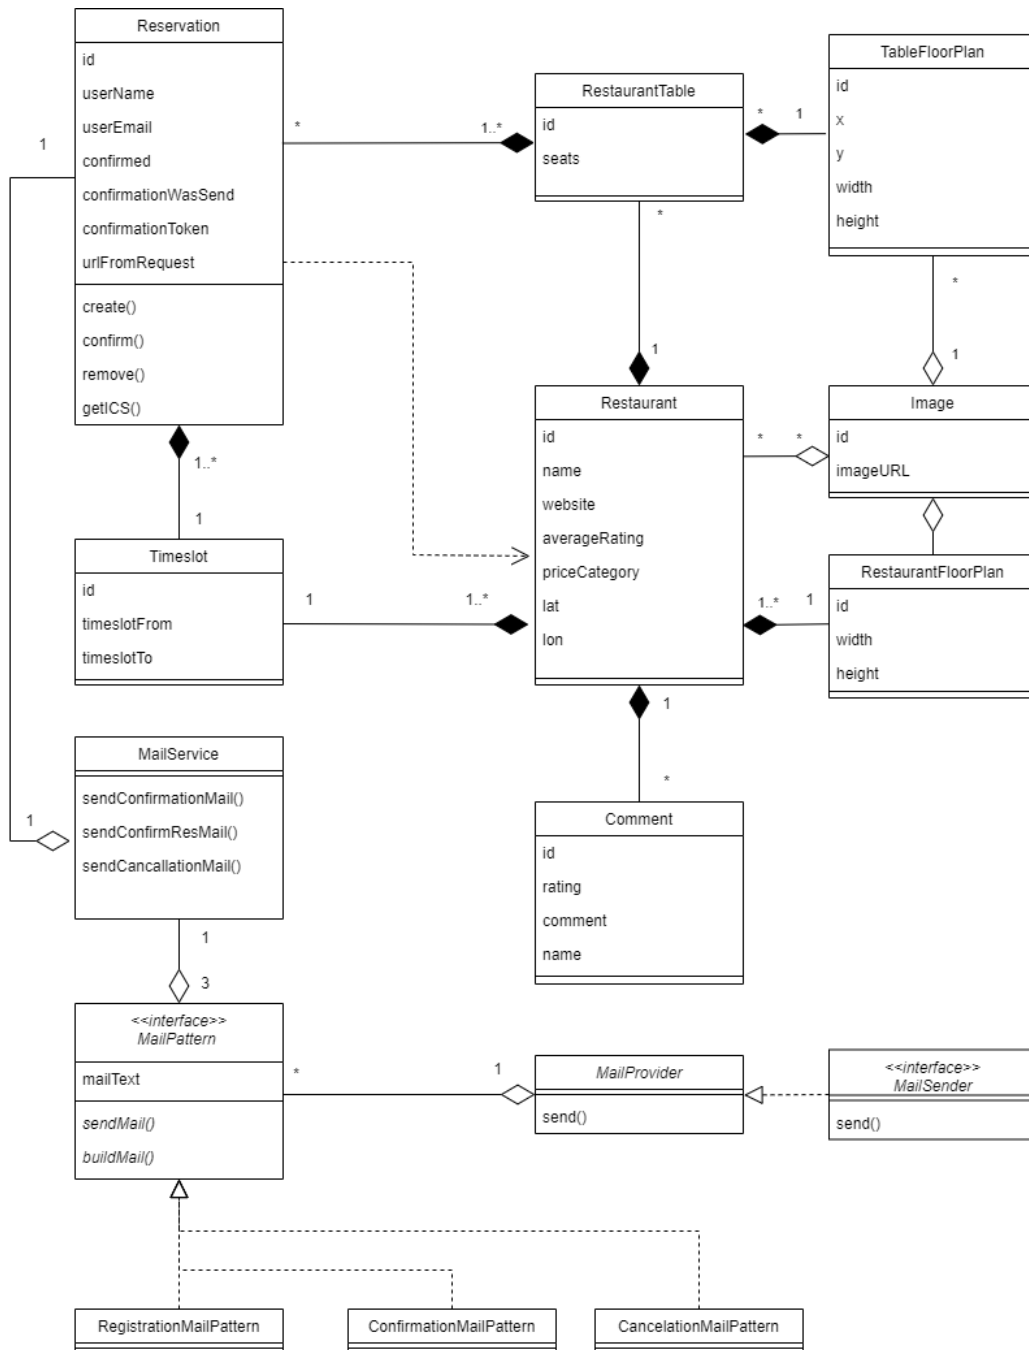 Reservation
id
userName
userEmail
confirmed
confirmationWasSend
confirmationToken
urlFromRequest
create()
confirm()
remove()
getICS()
*
1..*
RestaurantTable
id
seats
*
1
TableFloorPlan
id
x
y
width
height
1
*
1
*
1
Restaurant
id
name
website
averageRating
priceCategory
lat
lon
*
*
Image
id
imageURL
1..*
1
Timeslot
id
timeslotFrom
timeslotTo
1
1..*
1..*
1
RestaurantFloorPlan
id
width
height
1
*
MailService
sendConfirmationMail()
sendConfirmResMail()
sendCancallationMail()
1
Comment
id
rating
comment
name
1
3
<<interface>>
MailPattern
mailText
sendMail()
buildMail()
*
1
MailProvider
send()
<<interface>>
MailSender
send()
RegistrationMailPattern
ConfirmationMailPattern
CancelationMailPattern